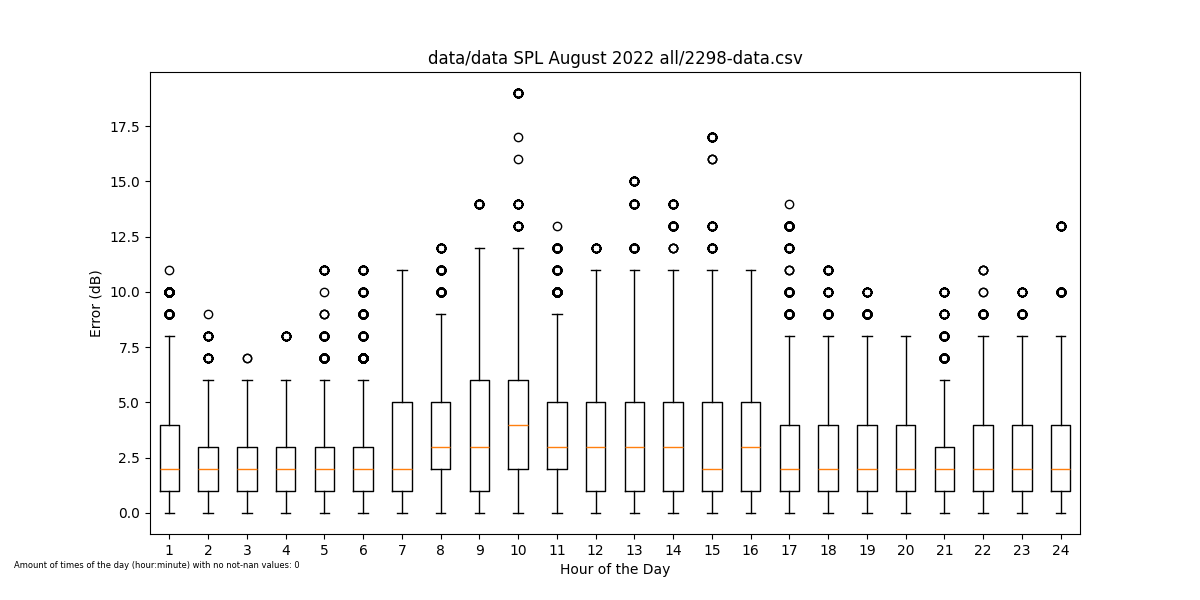 data/data SPL August 2022 all/2298-data.csv
Error (dB)
17.5
15.0
12.5
10.0
7.5
5.0
2.5
0.0
1 2 3 4 5 6 7 8 9 10 11 12 13 14 15 16 17 18 19 20 21 22 23 24
Hour of the Day
Amount of times of the day (hour:minute) with no not-nan values: 0